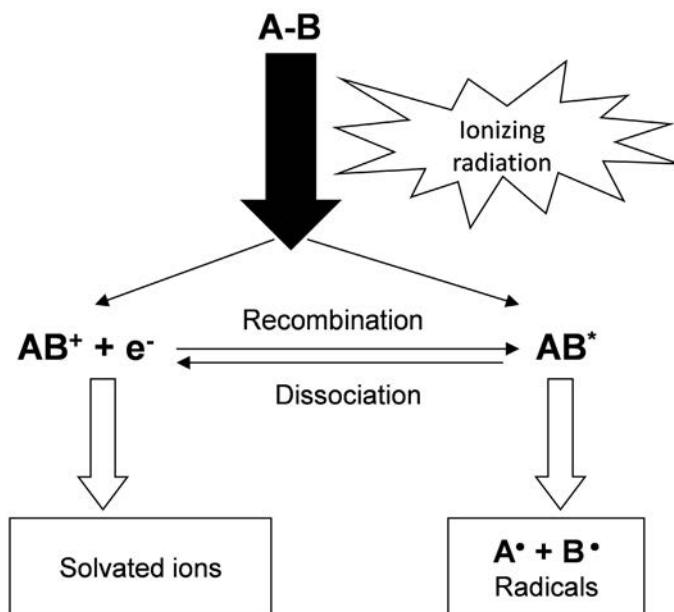 A-B
Ionizing
radiation
AB⁺ + e⁻
Recombination
AB*
Dissociation
Solvated ions
A• + B•
Radicals